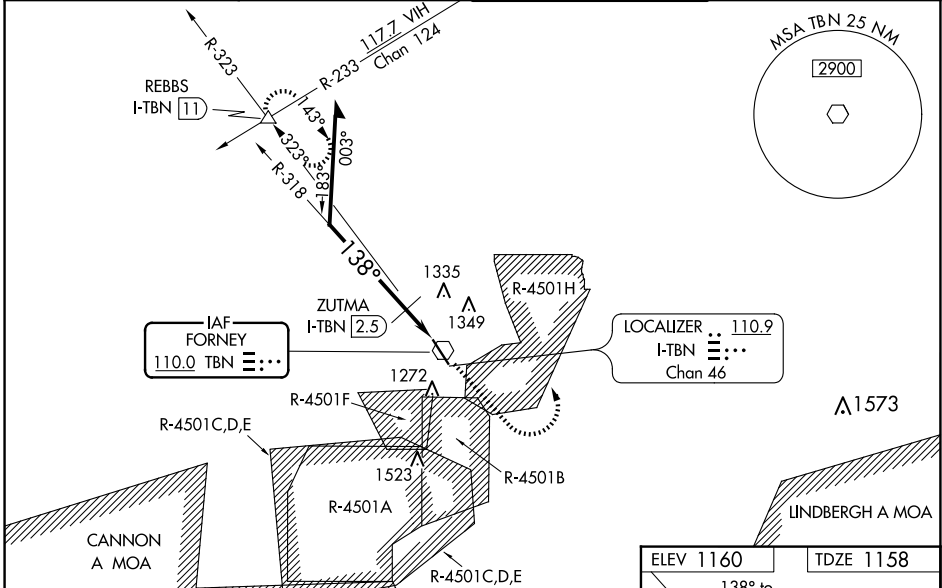 R-323
117.7 VIH
Chan 124
R-233
REBBS
I-TBN 11
143°
323°
003°
183°
R-318
138°
MSA TBN 25 NM
2900
1335
1349
R-4501H
ZUTMA
I-TBN 2.5
IAF
FORNEY
110.0 TBN
LOCALIZER 110.9
I-TBN
Chan 46
1272
R-4501F
1573
R-4501C,D,E
1523
R-4501B
R-4501A
CANNON
A MOA
LINDBERGH A MOA
R-4501C,D,E
ELEV 1160
TDZE 1158
138° to